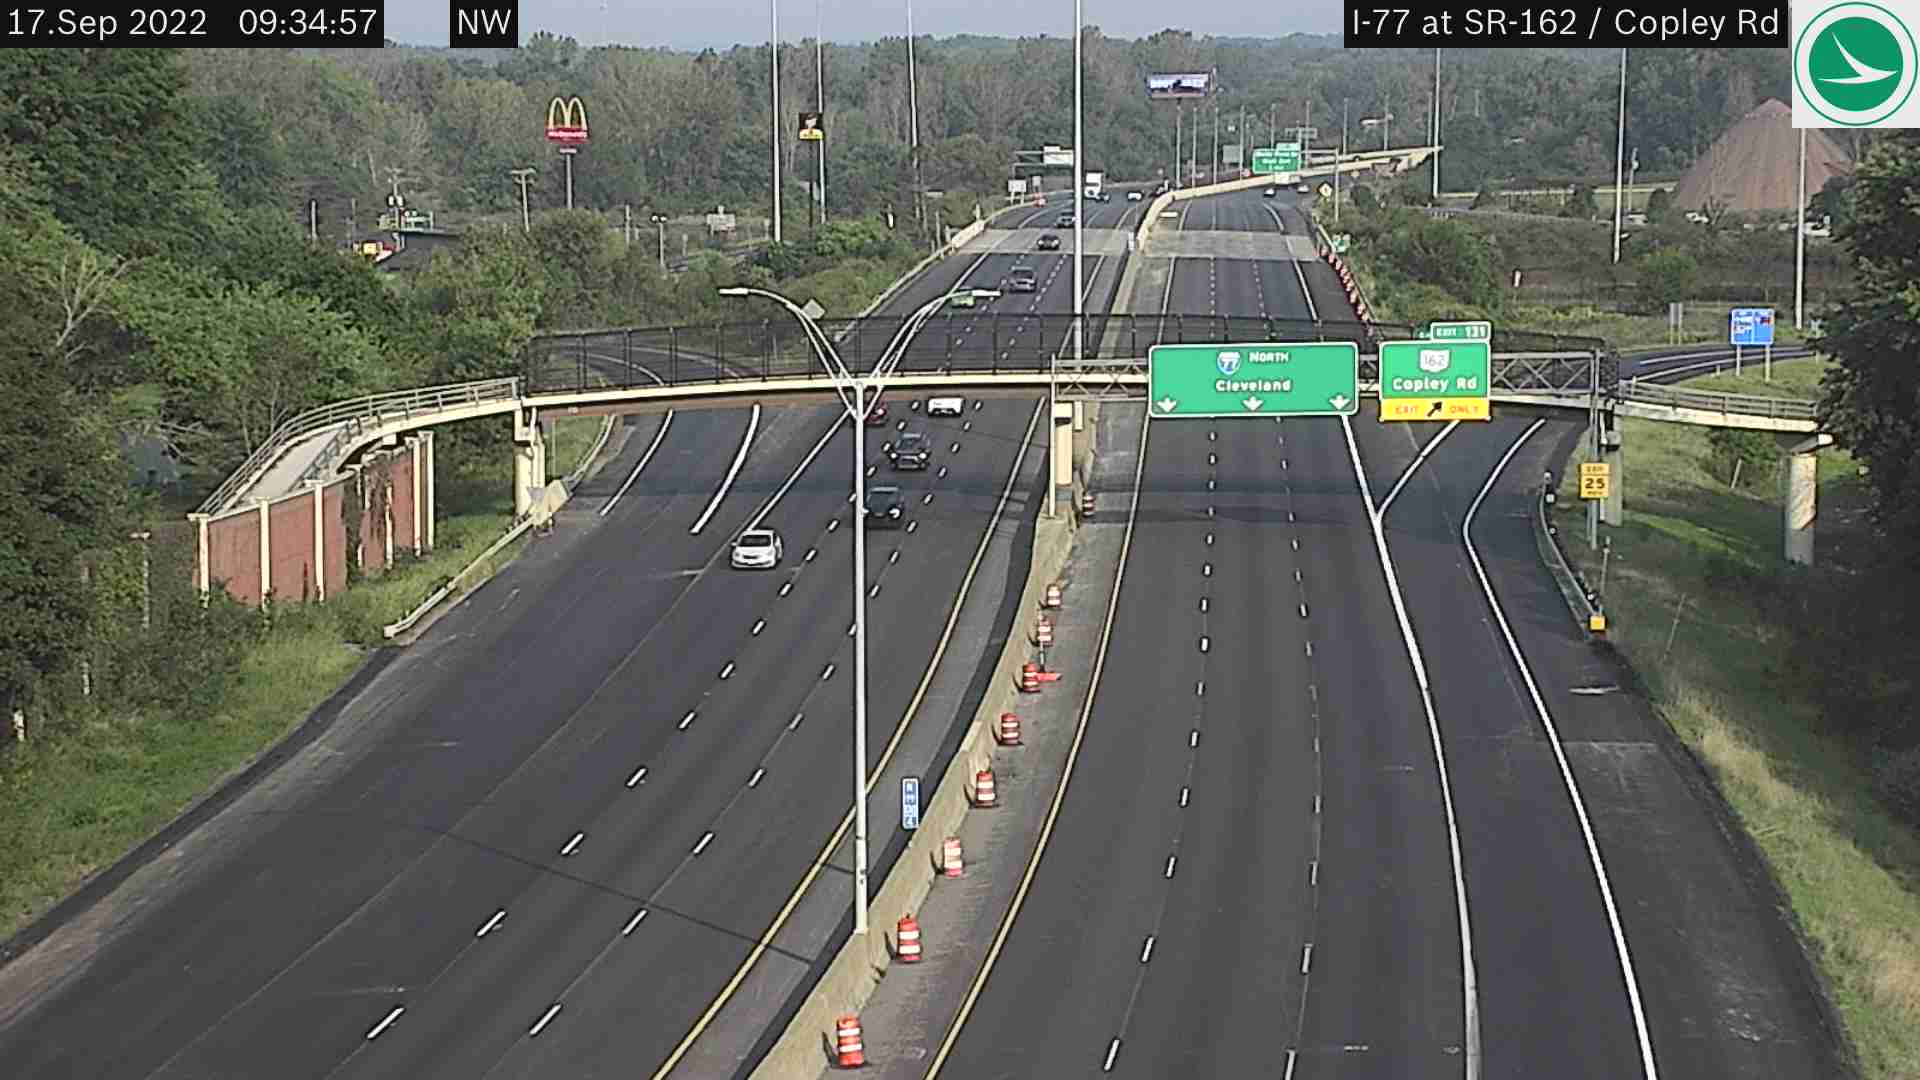 17.Sep 2022 09:34:57
NW
I-77 at SR-162 / Copley Rd
McDonald's
EXIT 131
77 NORTH
Cleveland
162
Copley Rd
EXIT ONLY
EXIT
25